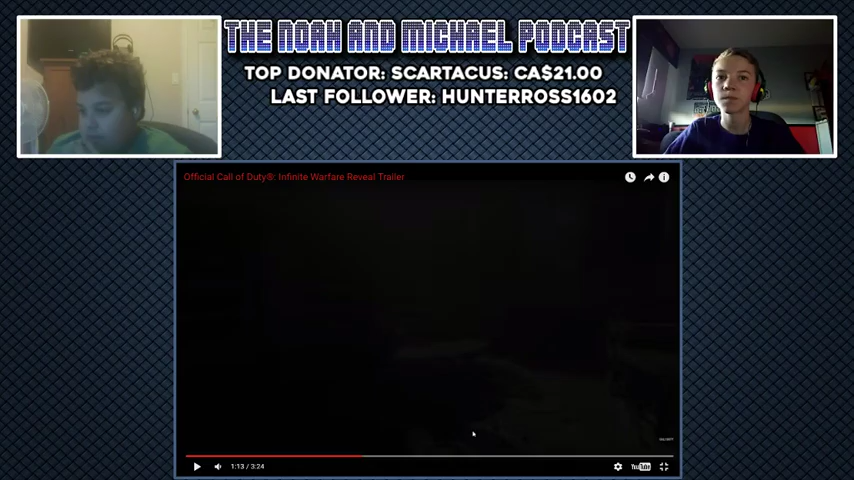 THE NOAH AND MICHAEL PODCAST
TOP DONATOR: SCARTACUS: CA$21.00
LAST FOLLOWER: HUNTERROSS1602
Official Call of Duty®: Infinite Warfare Reveal Trailer
1:13 / 3:24
YouTube